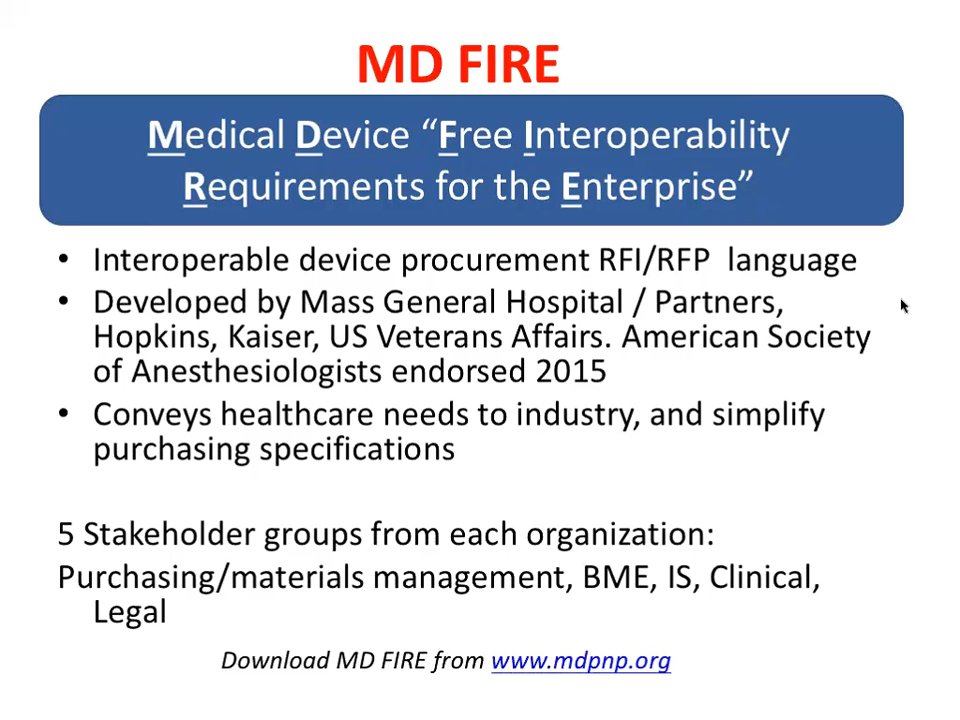 MD FIRE
Medical Device “Free Interoperability
Requirements for the Enterprise”
• Interoperable device procurement RFI/RFP  language
• Developed by Mass General Hospital / Partners,
Hopkins, Kaiser, US Veterans Affairs. American Society
of Anesthesiologists endorsed 2015
• Conveys healthcare needs to industry, and simplify
purchasing specifications
5 Stakeholder groups from each organization:
Purchasing/materials management, BME, IS, Clinical,
Legal
Download MD FIRE from www.mdpnp.org